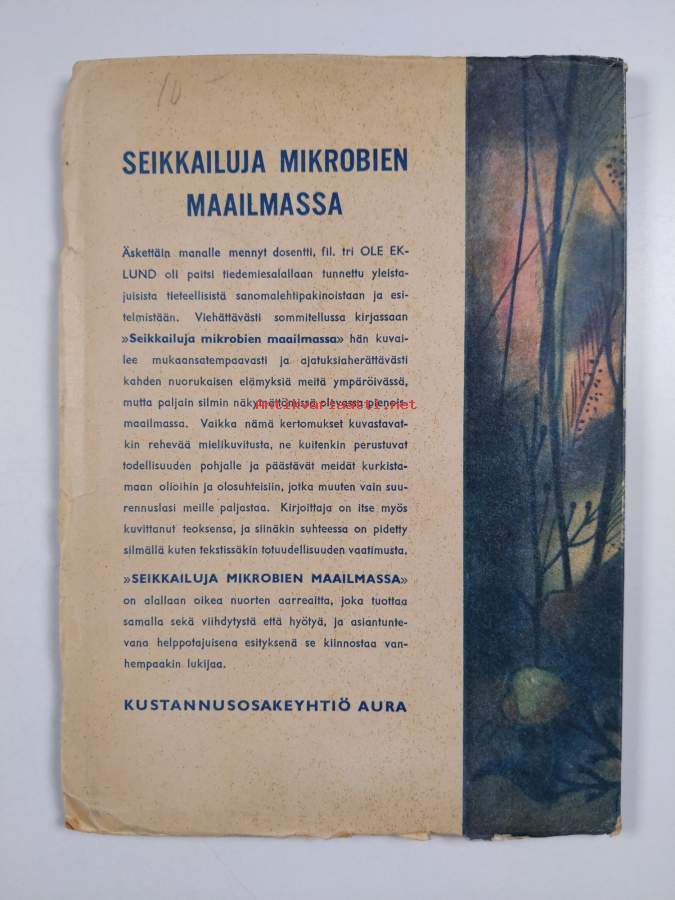 10 –
SEIKKAILUJA MIKROBIEN
MAAILMASSA
Äskettäin manalle mennyt dosentti, fil. tri OLE EK-
LUND oli paitsi tiedemiesalallaan tunnettu yleista-
juisista tieteellisistä sanomalehtipakinoistaan ja esi-
telmistään. Viehättävästi sommitellussa kirjassaan
»Seikkailuja mikrobien maailmassa» hän kuvai-
lee mukaansatempaavasti ja ajatuksiaherättävästi
kahden nuorukaisen elämyksiä meitä ympäröivässä,
mutta paljain silmin näkymättömissä olevassa pienois-
Antikvariaatti.net
maailmassa. Vaikka nämä kertomukset kuvastavat-
kin rehevää mielikuvitusta, ne kuitenkin perustuvat
todellisuuden pohjalle ja päästävät meidät kurkista-
maan olioihin ja olosuhteisiin, jotka muuten vain suu-
rennuslasi meille paljastaa. Kirjoittaja on itse myös
kuvittanut teoksensa, ja siinäkin suhteessa on pidetty
silmällä kuten tekstissäkin totuudellisuuden vaatimusta.
»SEIKKAILUJA MIKROBIEN MAAILMASSA»
on alallaan oikea nuorten aarreaitta, joka tuottaa
samalla sekä viihdytystä että hyötyä, ja asiantunte-
vana helppotajuisena esityksenä se kiinnostaa van-
hempaakin lukijaa.
KUSTANNUSOSAKEYHTIÖ AURA